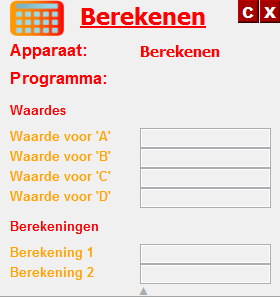 Berekenen C X
Apparaat: Berekenen
Programma:
Waardes
Waarde voor 'A'
Waarde voor 'B'
Waarde voor 'C'
Waarde voor 'D'
Berekeningen
Berekening 1
Berekening 2